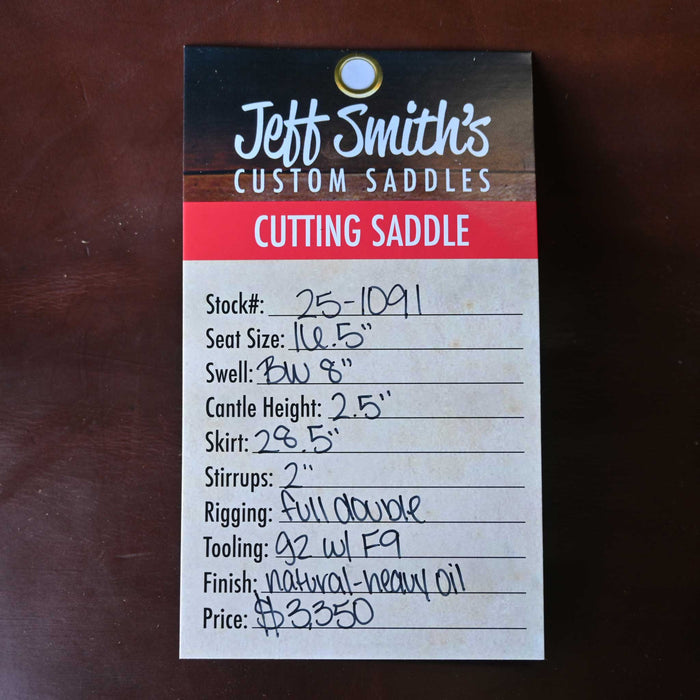 Jeff Smith's
CUSTOM SADDLES
CUTTING SADDLE
Stock#: 25-1091
Seat Size: 16.5"
Swell: BW 8"
Cantle Height: 2.5"
Skirt: 28.5"
Stirrups: 2"
Rigging: full double
Tooling: g2 w/ F9
Finish: natural-heavy oil
Price: $3,350